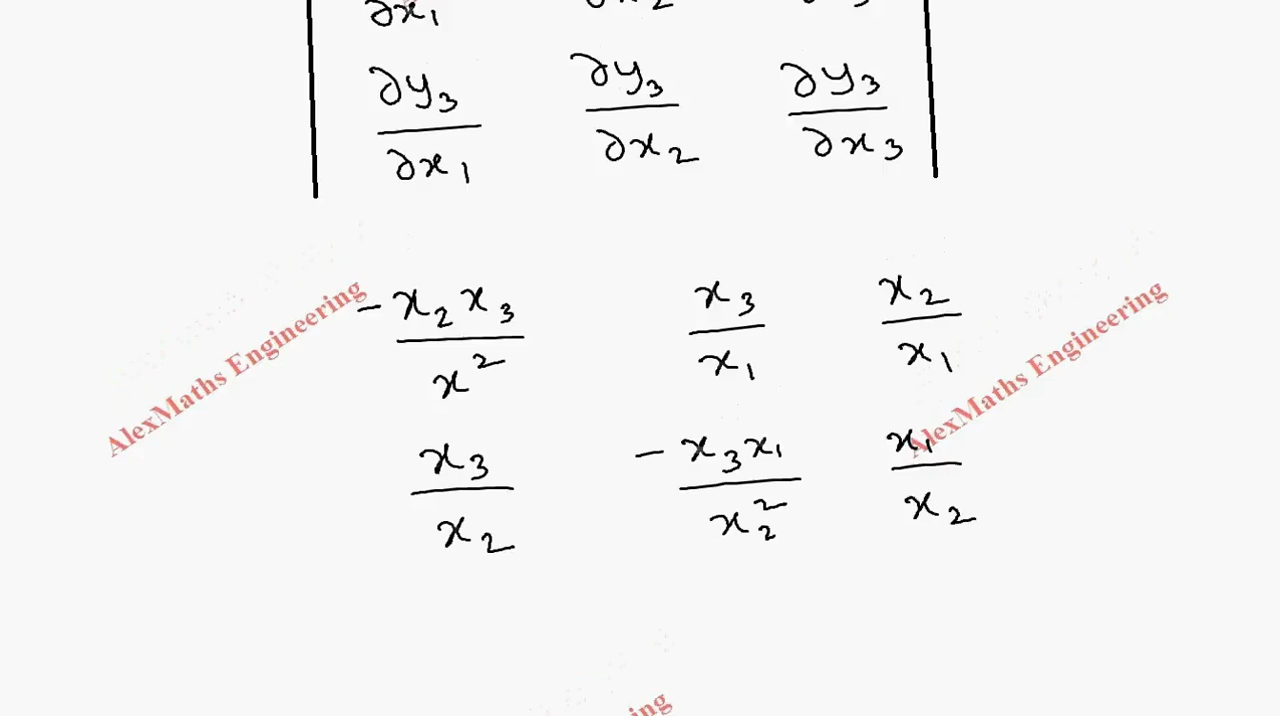 ∂x₁ ∂x₂
∂y₃/∂x₁ ∂y₃/∂x₂ ∂y₃/∂x₃
-x₂x₃/x² x₃/x₁ x₂/x₁
x₃/x₂ -x₃x₁/x₂² x₁/x₂
AlexMaths Engineering
AlexMaths Engineering